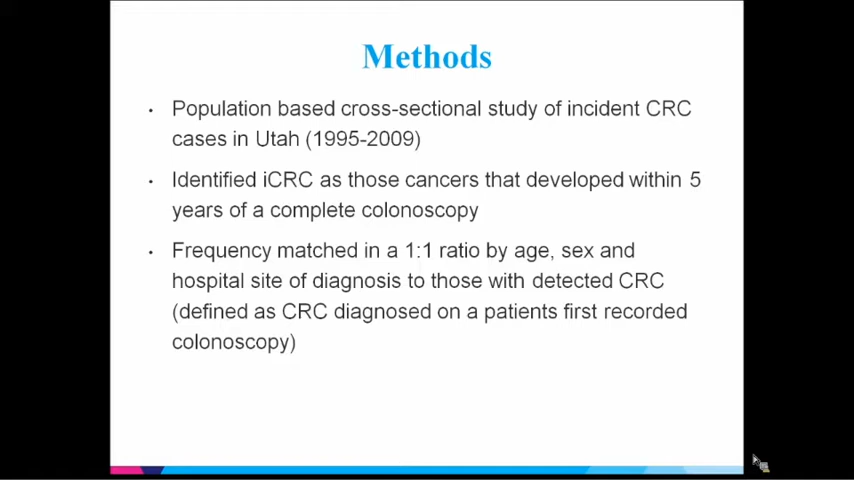 Methods
• Population based cross-sectional study of incident CRC
cases in Utah (1995-2009)
• Identified iCRC as those cancers that developed within 5
years of a complete colonoscopy
• Frequency matched in a 1:1 ratio by age, sex and
hospital site of diagnosis to those with detected CRC
(defined as CRC diagnosed on a patients first recorded
colonoscopy)